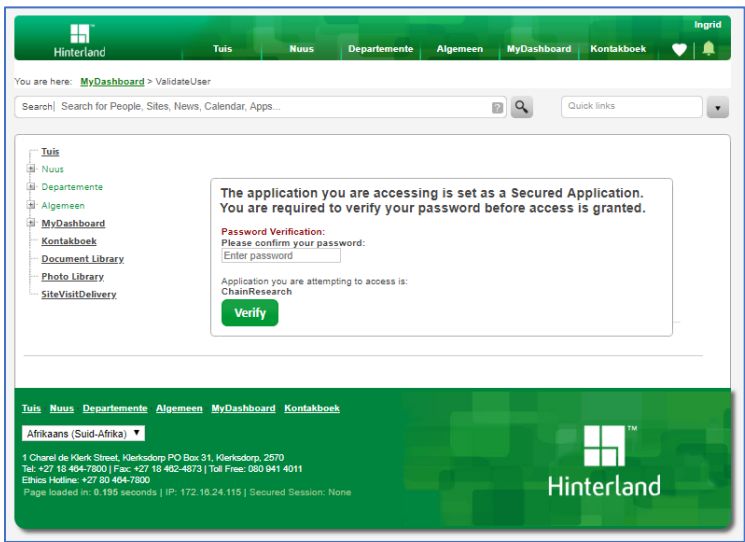 Ingrid
Hinterland
Tuis Nuus Departemente Algemeen MyDashboard Kontakboek
You are here: MyDashboard > ValidateUser
Search Search for People, Sites, News, Calendar, Apps... ? Quick links
Tuis
Nuus
Departemente
Algemeen
MyDashboard
Kontakboek
Document Library
Photo Library
SiteVisitDelivery
The application you are accessing is set as a Secured Application.
You are required to verify your password before access is granted.
Password Verification:
Please confirm your password:
Enter password
Application you are attempting to access is:
ChainResearch
Verify
Tuis Nuus Departemente Algemeen MyDashboard Kontakboek
Afrikaans (Suid-Afrika)
1 Charel de Klerk Street, Klerksdorp PO Box 31, Klerksdorp, 2570
Tel: +27 18 464-7800 | Fax: +27 18 462-4873 | Toll Free: 080 941 4011
Ethics Hotline: +27 80 464-7800
Page loaded in: 0.195 seconds | IP: 172.16.24.115 | Secured Session: None
TM
Hinterland